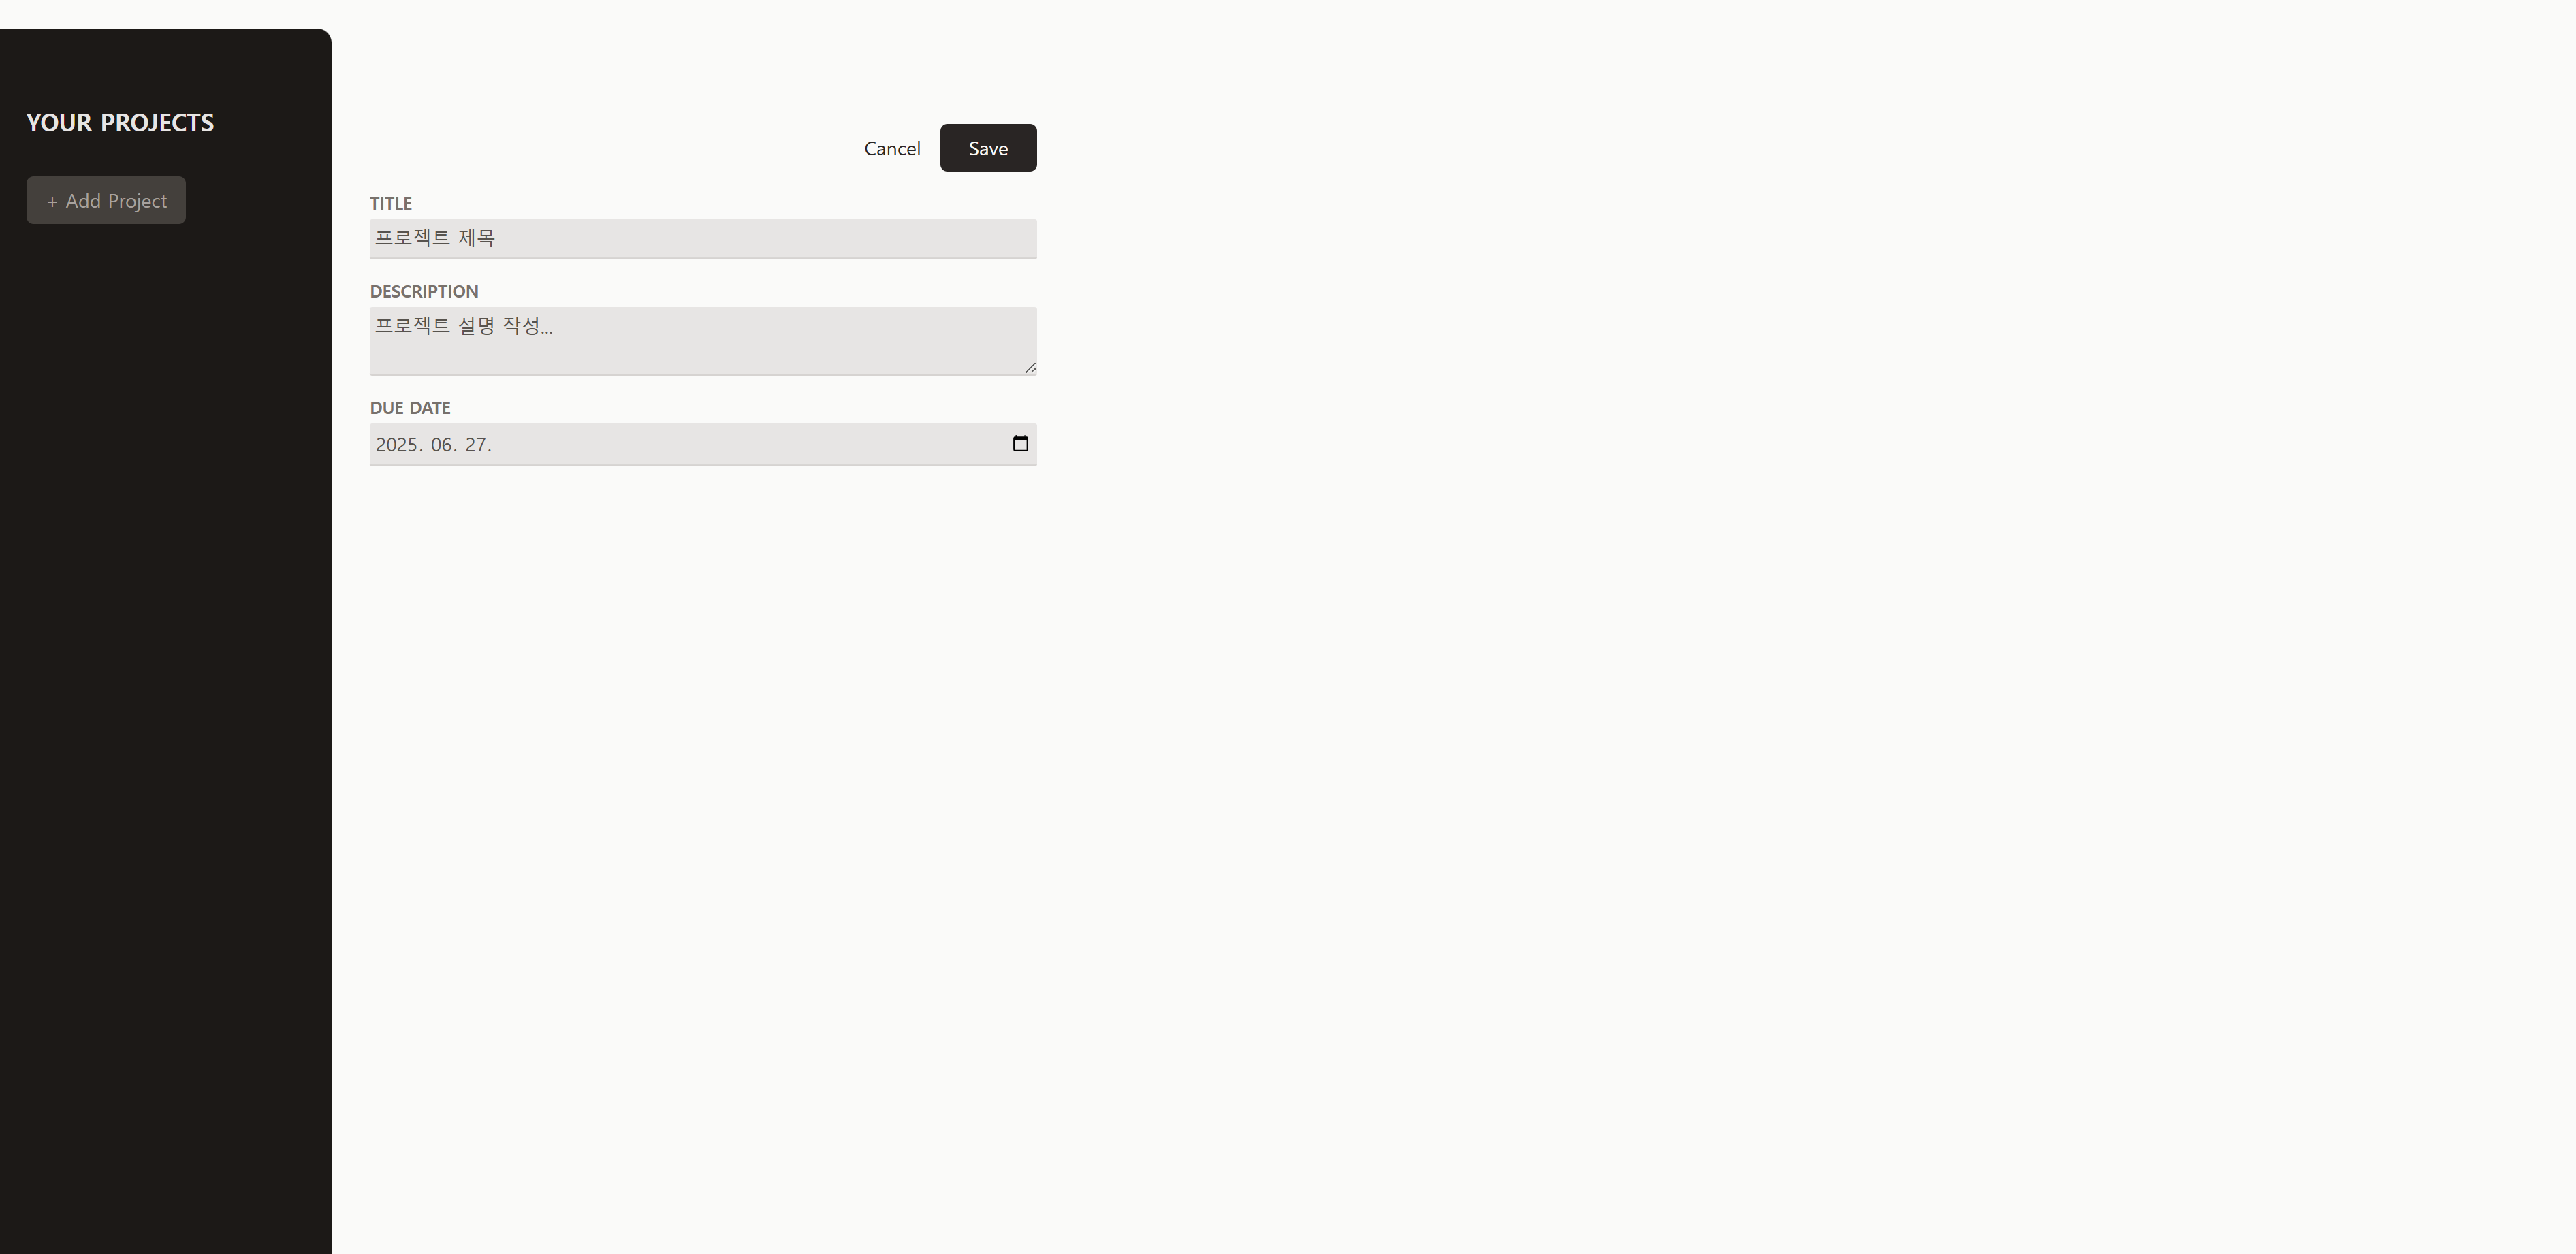 YOUR PROJECTS
+ Add Project
Cancel
Save
TITLE
프로젝트 제목
DESCRIPTION
프로젝트 설명 작성...
DUE DATE
2025. 06. 27.